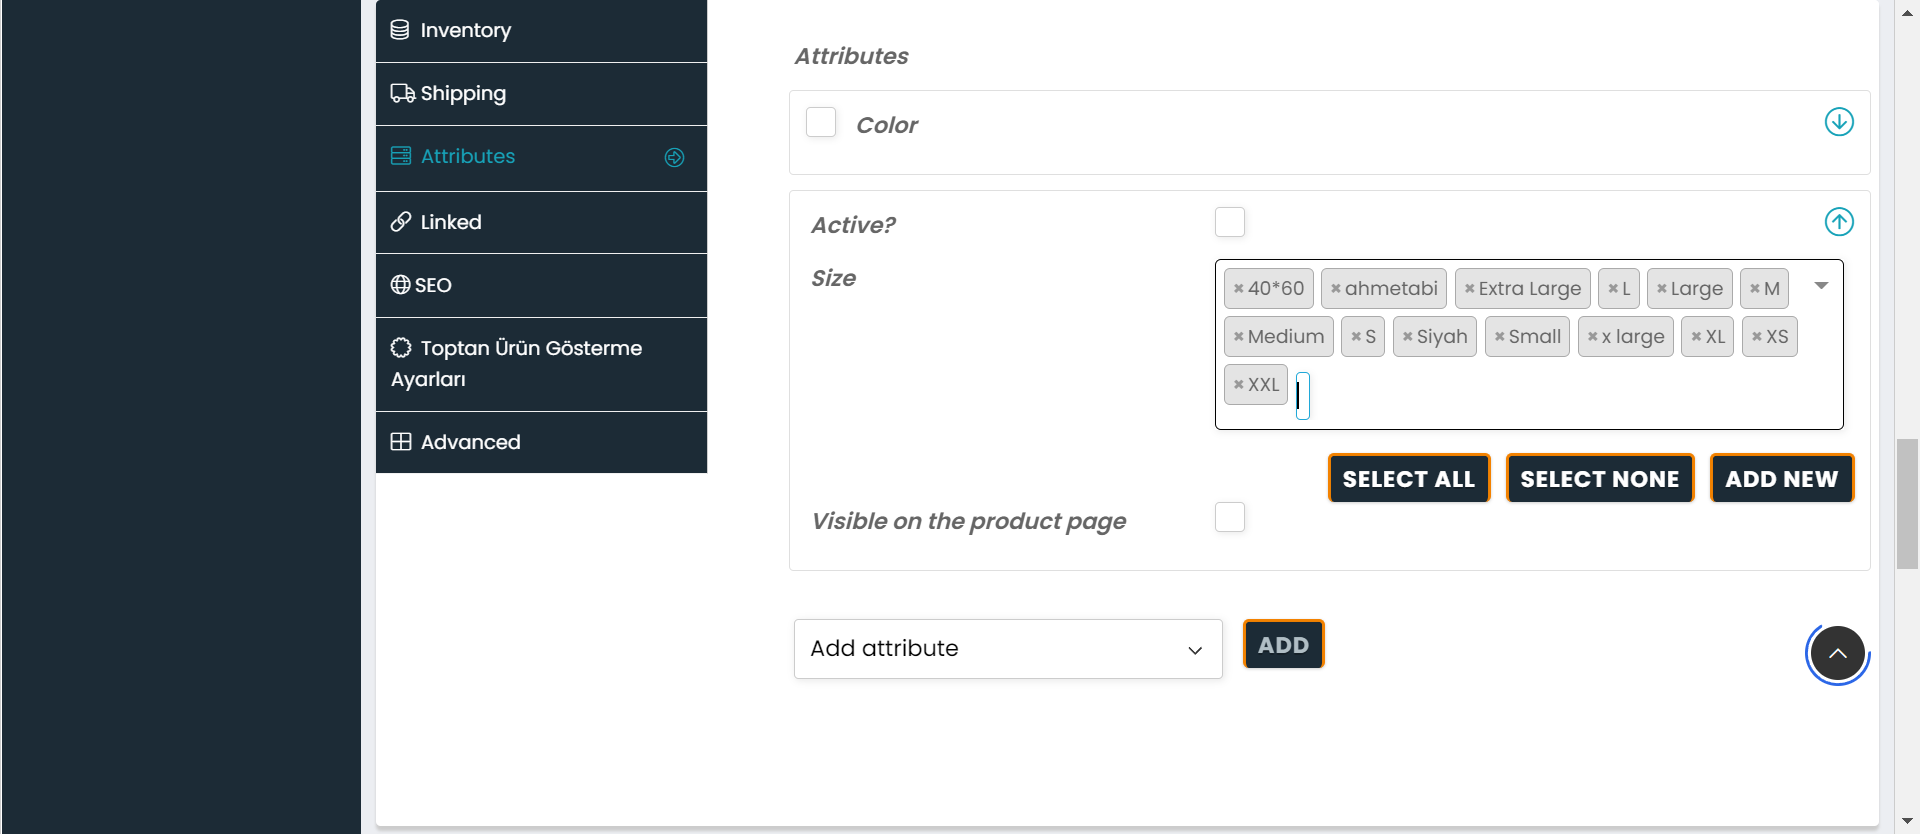 Inventory
Shipping
Attributes
Linked
SEO
Toptan Ürün Gösterme
Ayarları
Advanced
Attributes
Color
Active?
Size
× 40*60 × ahmetabi × Extra Large × L × Large × M
× Medium × S × Siyah × Small × x large × XL × XS
× XXL
SELECT ALL SELECT NONE ADD NEW
Visible on the product page
Add attribute ADD